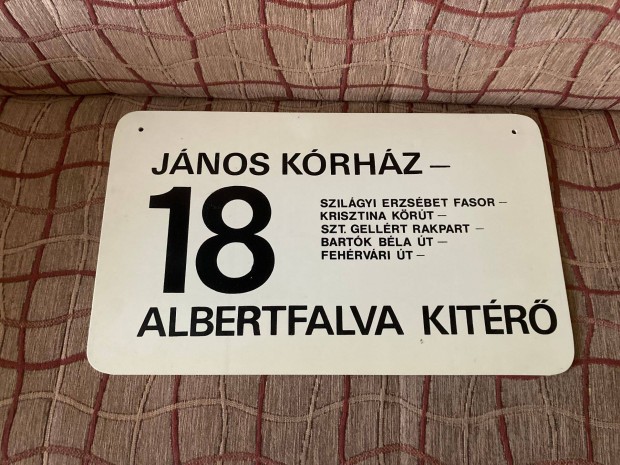 JÁNOS KÓRHÁZ –
18
SZILÁGYI ERZSÉBET FASOR –
KRISZTINA KÖRÚT –
SZT. GELLÉRT RAKPART –
BARTÓK BÉLA ÚT –
FEHÉRVÁRI ÚT –
ALBERTFALVA KITÉRŐ